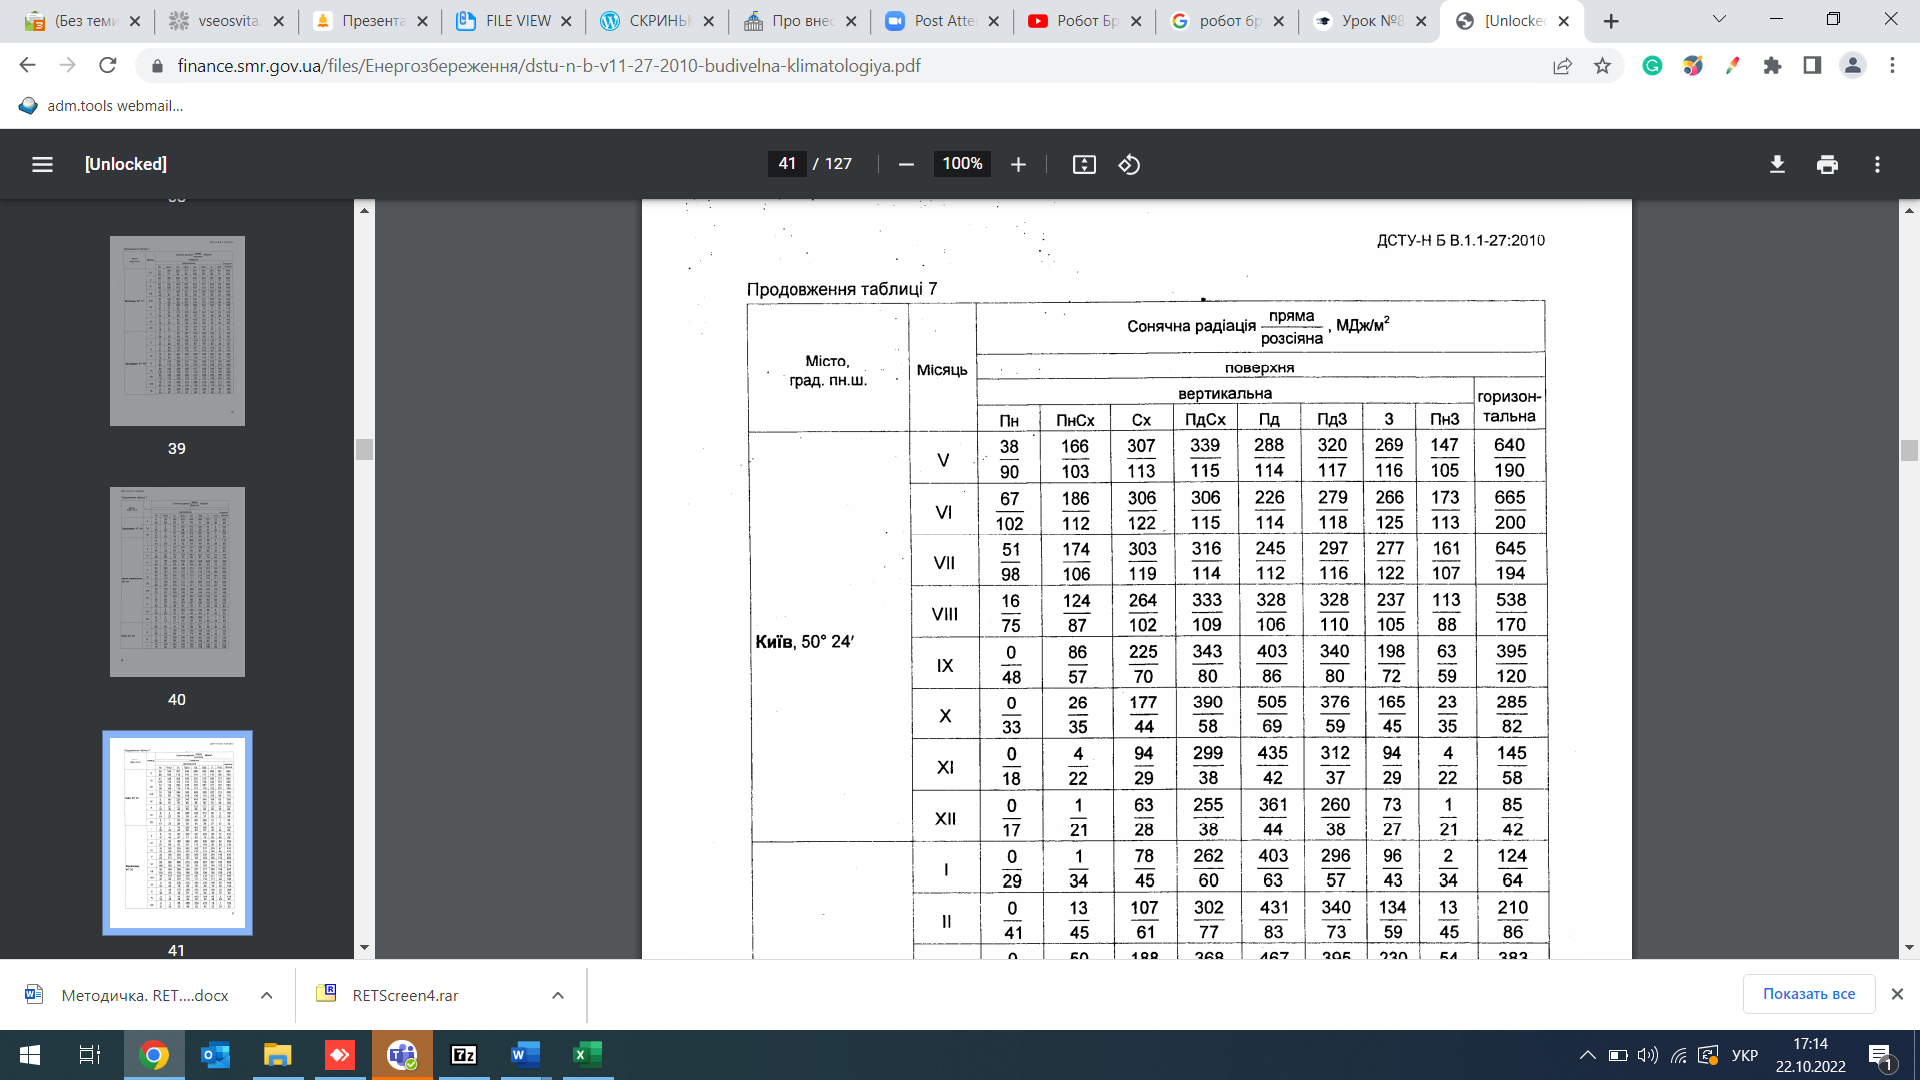 (Без теми
vseosvita.
Презента
FILE VIEW
СКРИНЬК
Про внес
Post Atte
Робот Бр
робот бр
Урок №8
[Unlocke
finance.smr.gov.ua/files/Енергозбереження/dstu-n-b-v11-27-2010-budivelna-klimatologiya.pdf
adm.tools webmail...
[Unlocked]
41 / 127
100%
39
40
41
ДСТУ-Н Б В.1.1-27:2010
Продовження таблиці 7
Місто, град. пн.ш.
Місяць
Сонячна радіація пряма / розсіяна, МДж/м²
поверхня
вертикальна
горизон-тальна
Пн ПнСх Сх ПдСх Пд ПдЗ З ПнЗ
Київ, 50° 24′
V 38/90 166/103 307/113 339/115 288/114 320/117 269/116 147/105 640/190
VI 67/102 186/112 306/122 306/115 226/114 279/118 266/125 173/113 665/200
VII 51/98 174/106 303/119 316/114 245/112 297/116 277/122 161/107 645/194
VIII 16/75 124/87 264/102 333/109 328/106 328/110 237/105 113/88 538/170
IX 0/48 86/57 225/70 343/80 403/86 340/80 198/72 63/59 395/120
X 0/33 26/35 177/44 390/58 505/69 376/59 165/45 23/35 285/82
XI 0/18 4/22 94/29 299/38 435/42 312/37 94/29 4/22 145/58
XII 0/17 1/21 63/28 255/38 361/44 260/38 73/27 1/21 85/42
I 0/29 1/34 78/45 262/60 403/63 296/57 96/43 2/34 124/64
II 0/41 13/45 107/61 302/77 431/83 340/73 134/59 13/45 210/86
0 50 188 368 467 395 230 54 383
Методичка. RET....docx
RETScreen4.rar
Показать все
УКР
17:14
22.10.2022
1